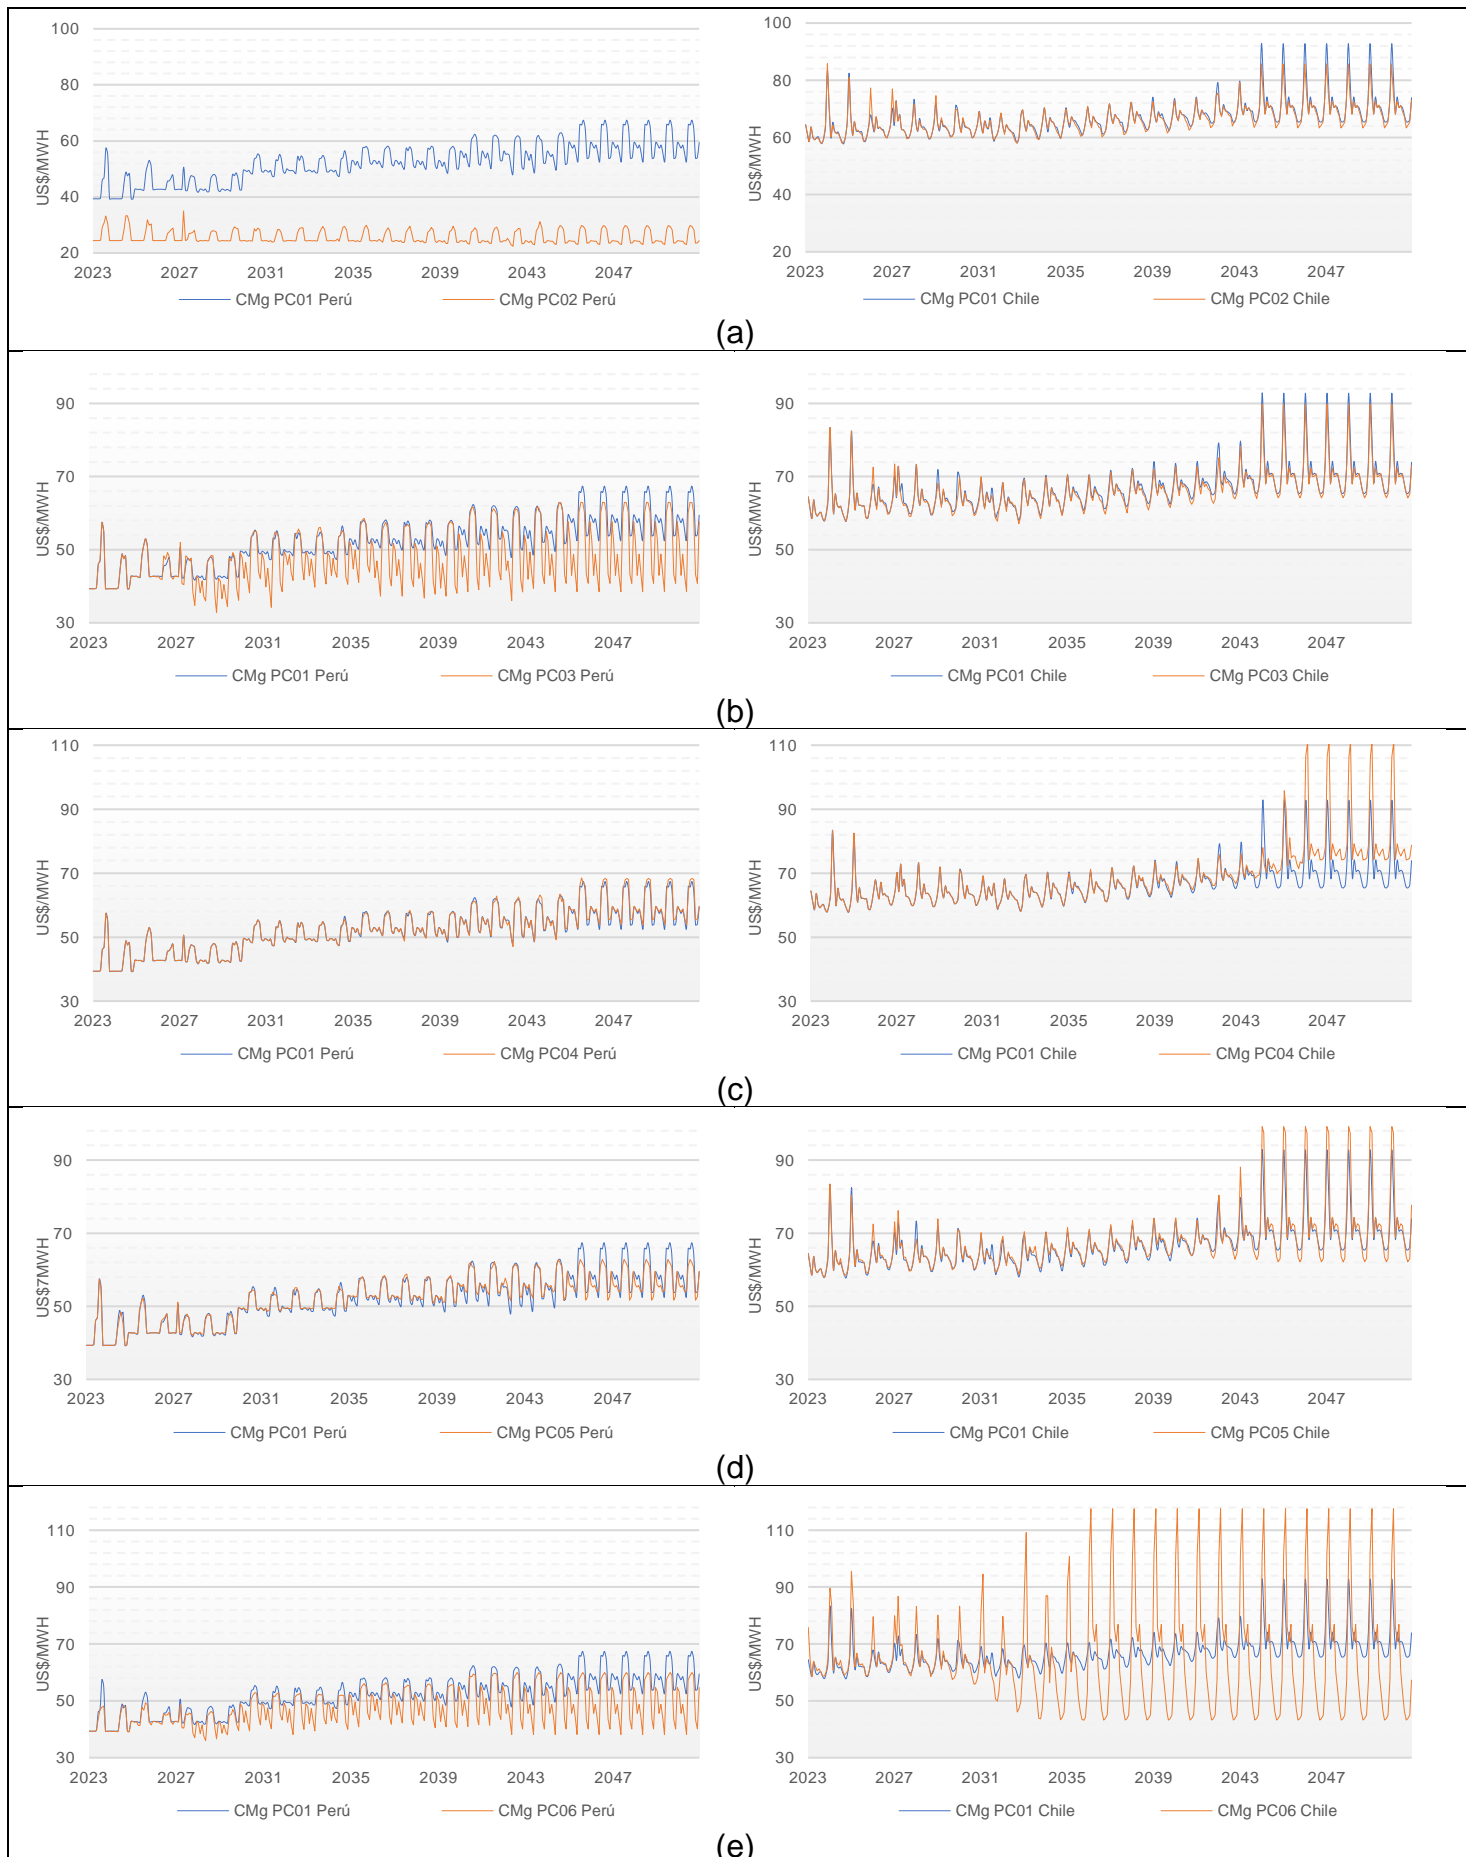 100
80
60
40
20
US$/MWH
2023 2027 2031 2035 2039 2043 2047
CMg PC01 Perú CMg PC02 Perú
100
80
60
40
20
US$/MWH
2023 2027 2031 2035 2039 2043 2047
CMg PC01 Chile CMg PC02 Chile
(a)
90
70
50
30
US$/MWH
2023 2027 2031 2035 2039 2043 2047
CMg PC01 Perú CMg PC03 Perú
90
70
50
30
US$/MWH
2023 2027 2031 2035 2039 2043 2047
CMg PC01 Chile CMg PC03 Chile
(b)
110
90
70
50
30
US$/MWH
2023 2027 2031 2035 2039 2043 2047
CMg PC01 Perú CMg PC04 Perú
110
90
70
50
30
US$/MWH
2023 2027 2031 2035 2039 2043 2047
CMg PC01 Chile CMg PC04 Chile
(c)
90
70
50
30
US$7MWH
2023 2027 2031 2035 2039 2043 2047
CMg PC01 Perú CMg PC05 Perú
90
70
50
30
US$/MWH
2023 2027 2031 2035 2039 2043 2047
CMg PC01 Chile CMg PC05 Chile
(d)
110
90
70
50
30
US$/MWH
2023 2027 2031 2035 2039 2043 2047
CMg PC01 Perú CMg PC06 Perú
110
90
70
50
30
US$/MWH
2023 2027 2031 2035 2039 2043 2047
CMg PC01 Chile CMg PC06 Chile
(e)